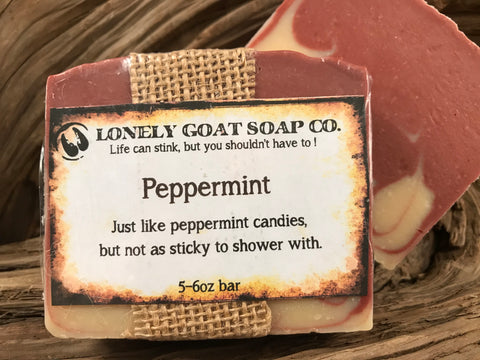 LONELY GOAT SOAP CO.
Life can stink, but you shouldn't have to !
Peppermint
Just like peppermint candies,
but not as sticky to shower with.
5-6oz bar